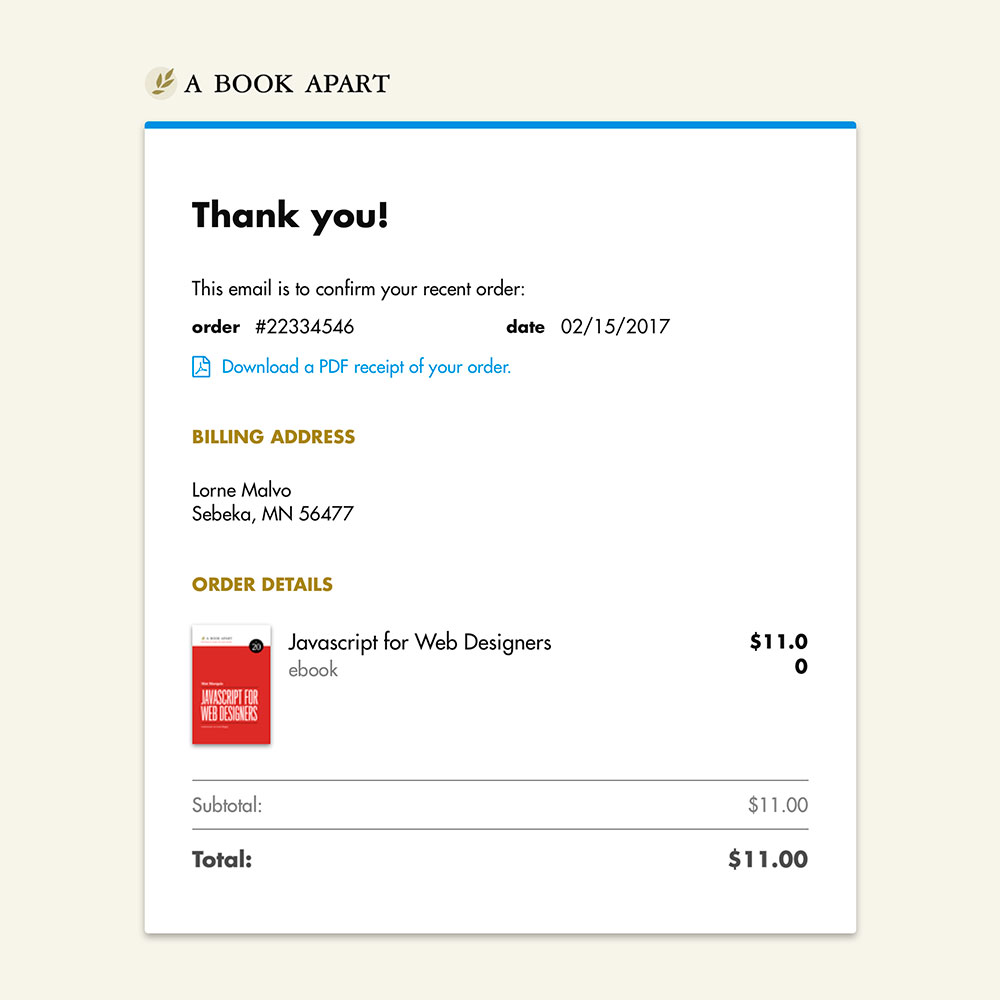 A BOOK APART
Thank you!
This email is to confirm your recent order:
order #22334546 date 02/15/2017
Download a PDF receipt of your order.
BILLING ADDRESS
Lorne Malvo
Sebeka, MN 56477
ORDER DETAILS
A BOOK APART
20
JAVASCRIPT FOR
WEB DESIGNERS
Javascript for Web Designers $11.0
ebook 0
Subtotal: $11.00
Total: $11.00